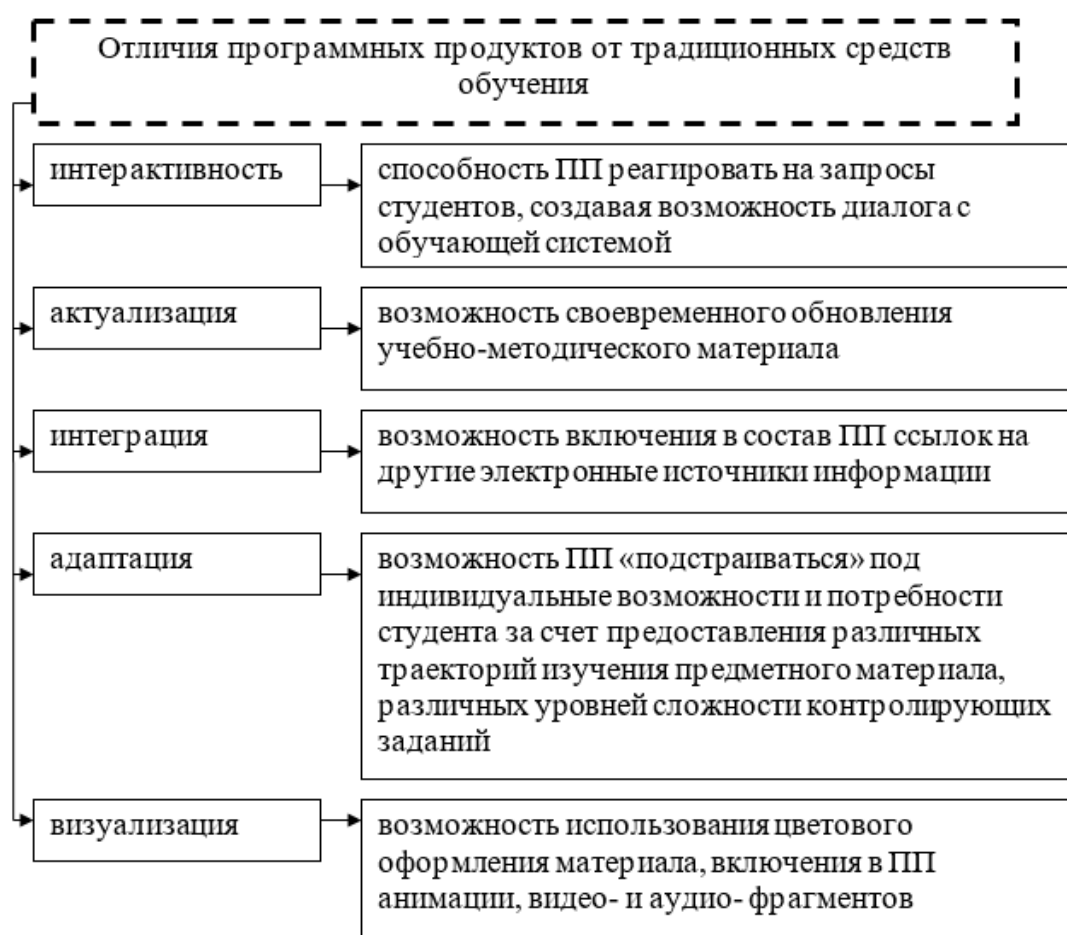 Отличия программных продуктов от традиционных средств
обучения
интерактивность
способность ПП реагировать на запросы
студентов, создавая возможность диалога с
обучающей системой
актуализация
возможность своевременного обновления
учебно-методического материала
интеграция
возможность включения в состав ПП ссылок на
другие электронные источники информации
адаптация
возможность ПП «подстраиваться» под
индивидуальные возможности и потребности
студента за счет предоставления различных
траекторий изучения предметного материала,
различных уровней сложности контролирующих
заданий
визуализация
возможность использования цветового
оформления материала, включения в ПП
анимации, видео- и аудио- фрагментов